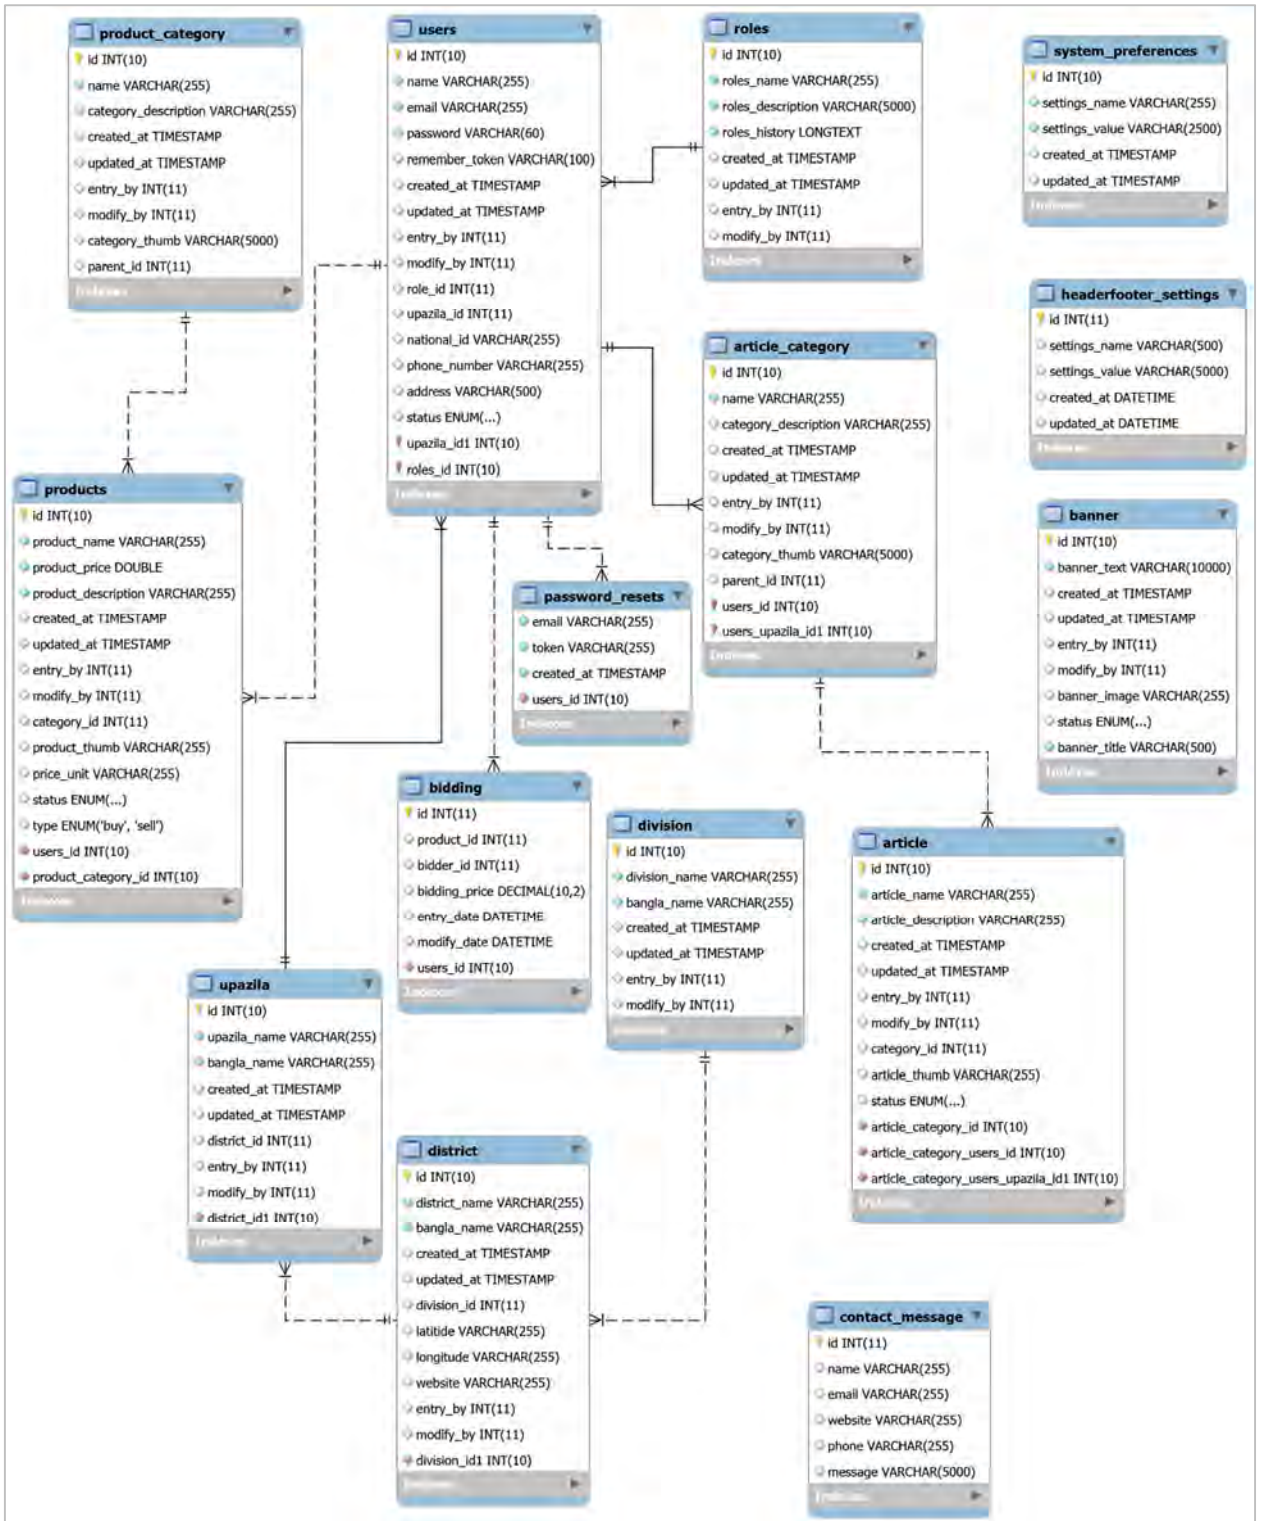 product_category
id INT(10)
name VARCHAR(255)
category_description VARCHAR(255)
created_at TIMESTAMP
updated_at TIMESTAMP
entry_by INT(11)
modify_by INT(11)
category_thumb VARCHAR(5000)
parent_id INT(11)
Indexes
users
id INT(10)
name VARCHAR(255)
email VARCHAR(255)
password VARCHAR(60)
remember_token VARCHAR(100)
created_at TIMESTAMP
updated_at TIMESTAMP
entry_by INT(11)
modify_by INT(11)
role_id INT(11)
upazila_id INT(11)
national_id VARCHAR(255)
phone_number VARCHAR(255)
address VARCHAR(500)
status ENUM(...)
upazila_id1 INT(10)
roles_id INT(10)
Indexes
roles
id INT(10)
roles_name VARCHAR(255)
roles_description VARCHAR(5000)
roles_history LONGTEXT
created_at TIMESTAMP
updated_at TIMESTAMP
entry_by INT(11)
modify_by INT(11)
Indexes
system_preferences
id INT(10)
settings_name VARCHAR(255)
settings_value VARCHAR(2500)
created_at TIMESTAMP
updated_at TIMESTAMP
Indexes
headerfooter_settings
id INT(11)
settings_name VARCHAR(500)
settings_value VARCHAR(5000)
created_at DATETIME
updated_at DATETIME
Indexes
article_category
id INT(10)
name VARCHAR(255)
category_description VARCHAR(255)
created_at TIMESTAMP
updated_at TIMESTAMP
entry_by INT(11)
modify_by INT(11)
category_thumb VARCHAR(5000)
parent_id INT(11)
users_id INT(10)
users_upazila_id1 INT(10)
Indexes
products
id INT(10)
product_name VARCHAR(255)
product_price DOUBLE
product_description VARCHAR(255)
created_at TIMESTAMP
updated_at TIMESTAMP
entry_by INT(11)
modify_by INT(11)
category_id INT(11)
product_thumb VARCHAR(255)
price_unit VARCHAR(255)
status ENUM(...)
type ENUM('buy', 'sell')
users_id INT(10)
product_category_id INT(10)
Indexes
password_resets
email VARCHAR(255)
token VARCHAR(255)
created_at TIMESTAMP
users_id INT(10)
Indexes
banner
id INT(10)
banner_text VARCHAR(10000)
created_at TIMESTAMP
updated_at TIMESTAMP
entry_by INT(11)
modify_by INT(11)
banner_image VARCHAR(255)
status ENUM(...)
banner_title VARCHAR(500)
Indexes
bidding
id INT(11)
product_id INT(11)
bidder_id INT(11)
bidding_price DECIMAL(10,2)
entry_date DATETIME
modify_date DATETIME
users_id INT(10)
Indexes
division
id INT(10)
division_name VARCHAR(255)
bangla_name VARCHAR(255)
created_at TIMESTAMP
updated_at TIMESTAMP
entry_by INT(11)
modify_by INT(11)
Indexes
article
id INT(10)
article_name VARCHAR(255)
article_description VARCHAR(255)
created_at TIMESTAMP
updated_at TIMESTAMP
entry_by INT(11)
modify_by INT(11)
category_id INT(11)
article_thumb VARCHAR(255)
status ENUM(...)
article_category_id INT(10)
article_category_users_id INT(10)
article_category_users_upazila_id1 INT(10)
Indexes
upazila
id INT(10)
upazila_name VARCHAR(255)
bangla_name VARCHAR(255)
created_at TIMESTAMP
updated_at TIMESTAMP
district_id INT(11)
entry_by INT(11)
modify_by INT(11)
district_id1 INT(10)
Indexes
district
id INT(10)
district_name VARCHAR(255)
bangla_name VARCHAR(255)
created_at TIMESTAMP
updated_at TIMESTAMP
division_id INT(11)
latitide VARCHAR(255)
longitude VARCHAR(255)
website VARCHAR(255)
entry_by INT(11)
modify_by INT(11)
division_id1 INT(10)
Indexes
contact_message
id INT(11)
name VARCHAR(255)
email VARCHAR(255)
website VARCHAR(255)
phone VARCHAR(255)
message VARCHAR(5000)
Indexes